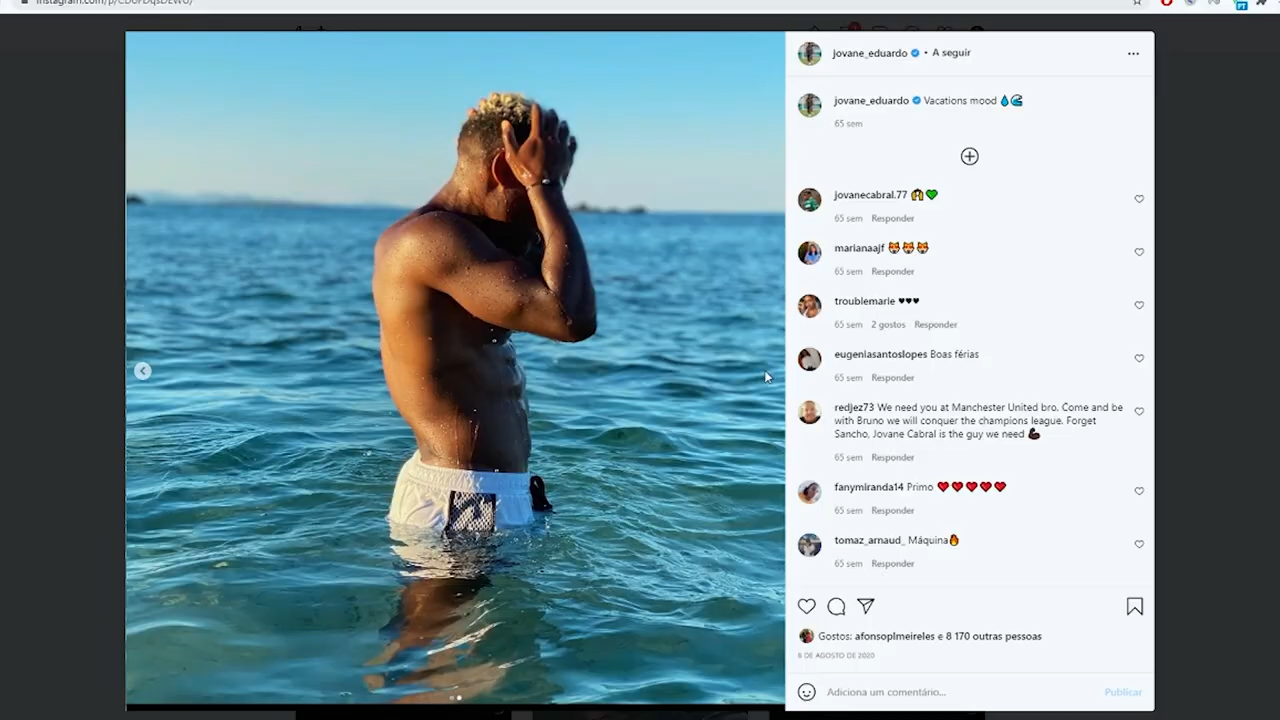 instagram.com/p/
PT
jovane_eduardo • A seguir
jovane_eduardo Vacations mood 💧🌊
65 sem
jovanecabral.77 🙌💚
65 sem Responder
marianaajf 😻😻😻
65 sem Responder
troublemarie ♥♥♥
65 sem 2 gostos Responder
eugeniasantoslopes Boas férias
65 sem Responder
redjez73 We need you at Manchester United bro. Come and be
with Bruno we will conquer the champions league. Forget
Sancho, Jovane Cabral is the guy we need 💪🏿
65 sem Responder
fanymiranda14 Primo ❤❤❤❤❤
65 sem Responder
tomaz_arnaud_ Máquina🔥
65 sem Responder
Gostos: afonsoplmeireles e 8 170 outras pessoas
8 DE AGOSTO DE 2020
Adiciona um comentário... Publicar